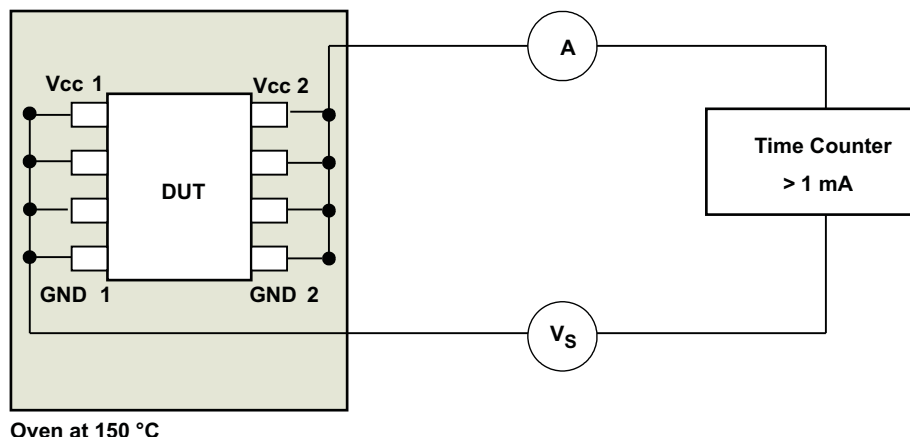 A
Vcc 1
Vcc 2
Time Counter
> 1 mA
DUT
GND 1
GND 2
VS
Oven at 150 °C